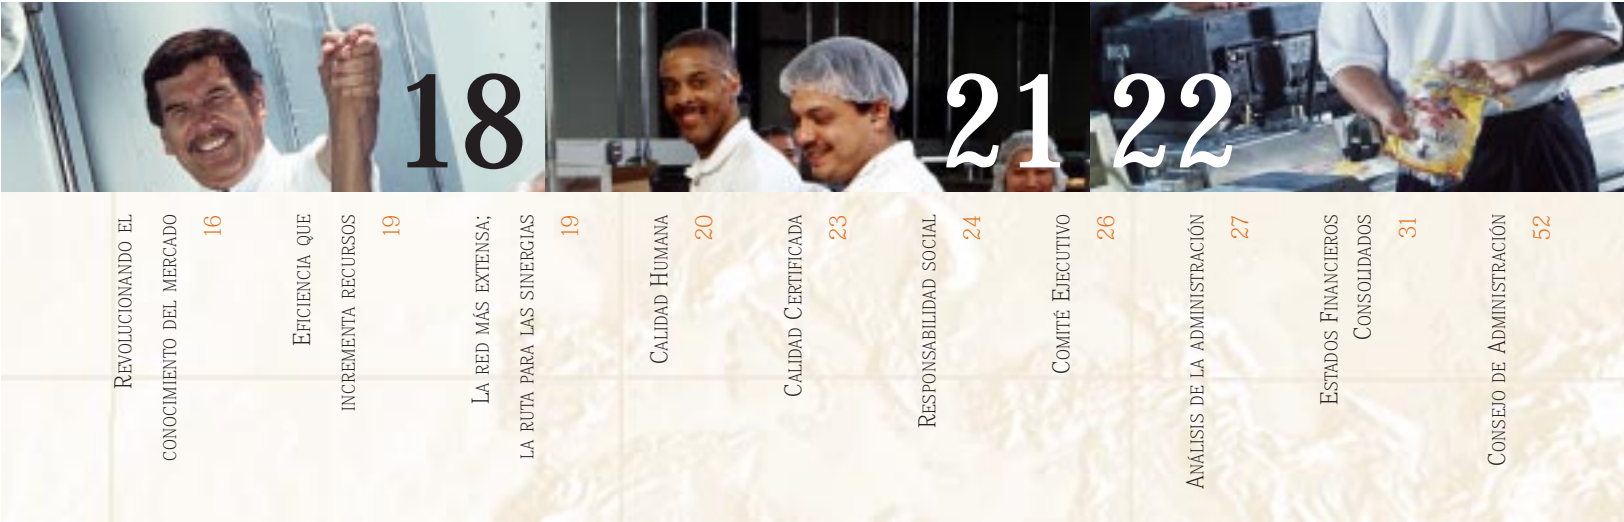 18
21
22
Revolucionando el
conocimiento del mercado
16
Eficiencia que
incrementa recursos
19
La red más extensa;
la ruta para las sinergias
19
Calidad Humana
20
Calidad Certificada
23
Responsabilidad social
24
Comité Ejecutivo
26
Análisis de la administración
27
Estados Financieros
Consolidados
31
Consejo de Administración
52